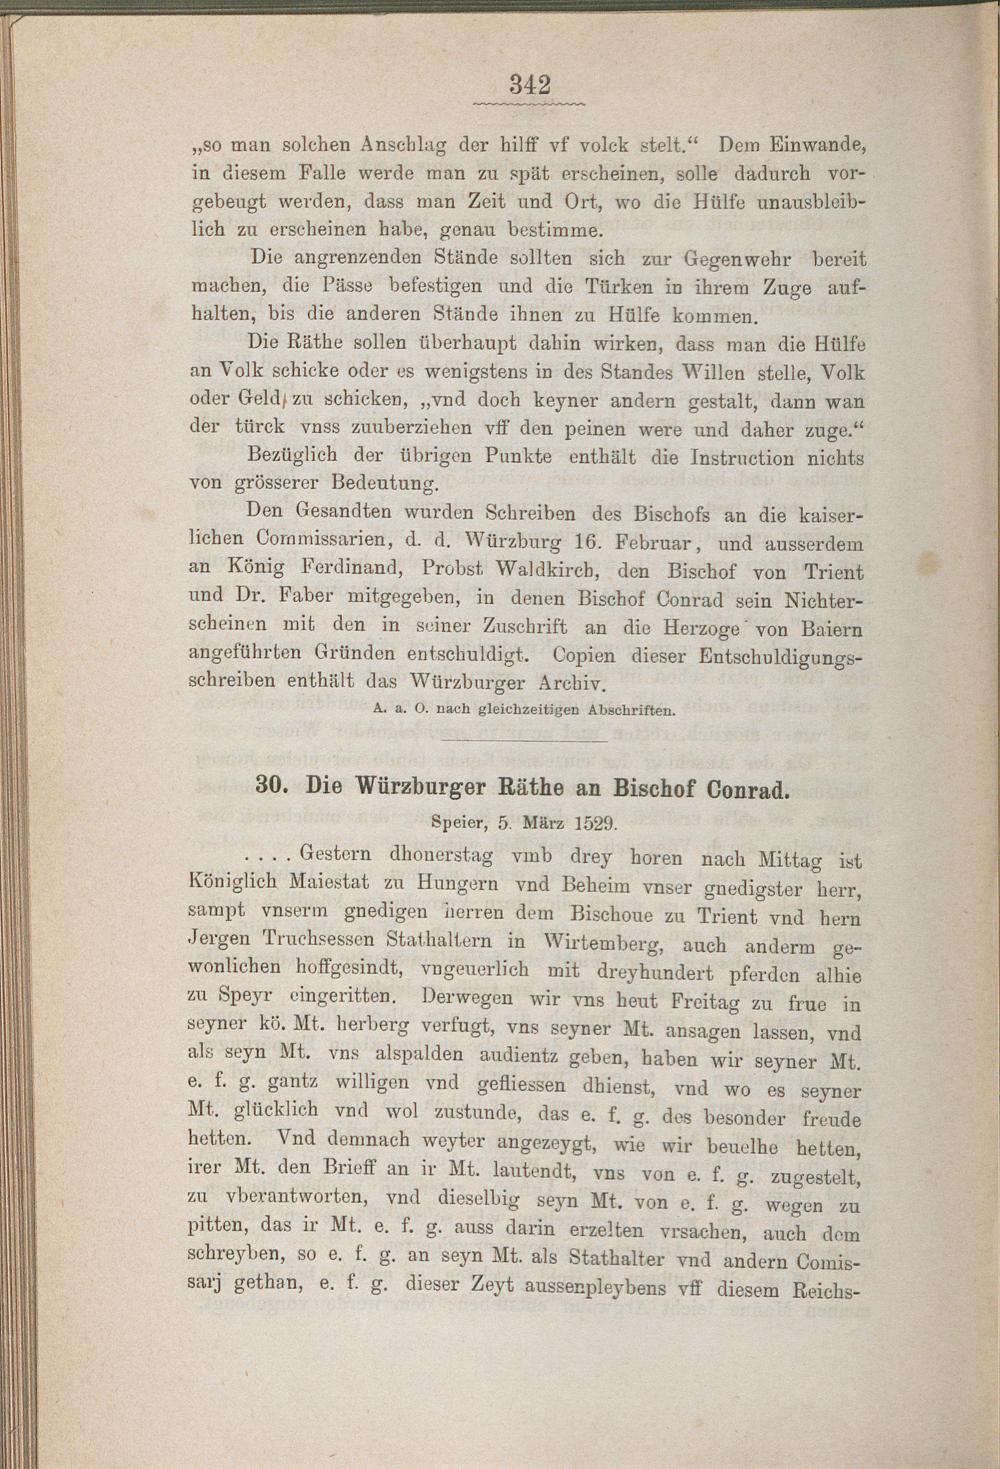 342
„so man solchen Anschlag der hilff vf volck stelt.“ Dem Einwande,
in diesem Falle werde man zu spät erscheinen, solle dadurch vor-
gebeugt werden, dass man Zeit und Ort, wo die Hülfe unausbleib-
lich zu erscheinen habe, genau bestimme.
Die angrenzenden Stände sollten sich zur Gegenwehr bereit
machen, die Pässe befestigen und die Türken in ihrem Zuge auf-
halten, bis die anderen Stände ihnen zu Hülfe kommen.
Die Räthe sollen überhaupt dahin wirken, dass man die Hülfe
an Volk schicke oder es wenigstens in des Standes Willen stelle, Volk
oder Geld zu schicken, „vnd doch keyner andern gestalt, dann wan
der türck vnss zuuberziehen vff den peinen were und daher zuge.“
Bezüglich der übrigen Punkte enthält die Instruction nichts
von grösserer Bedeutung.
Den Gesandten wurden Schreiben des Bischofs an die kaiser-
lichen Commissarien, d. d. Würzburg 16. Februar, und ausserdem
an König Ferdinand, Probst Waldkirch, den Bischof von Trient
und Dr. Faber mitgegeben, in denen Bischof Conrad sein Nichter-
scheinen mit den in seiner Zuschrift an die Herzoge von Baiern
angeführten Gründen entschuldigt. Copien dieser Entschuldigungs-
schreiben enthält das Würzburger Archiv.
A. a. O. nach gleichzeitigen Abschriften.
30. Die Würzburger Räthe an Bischof Conrad.
Speier, 5. März 1529.
. . . . Gestern dhonerstag vmb drey horen nach Mittag ist
Königlich Maiestat zu Hungern vnd Beheim vnser gnedigster herr,
sampt vnserm gnedigen herren dem Bischoue zu Trient vnd hern
Jergen Truchsessen Stathaltern in Wirtemberg, auch anderm ge-
wonlichen hoffgesindt, vngeuerlich mit dreyhundert pferden alhie
zu Speyr eingeritten. Derwegen wir vns heut Freitag zu frue in
seyner kö. Mt. herberg verfugt, vns seyner Mt. ansagen lassen, vnd
als seyn Mt. vns alspalden audientz geben, haben wir seyner Mt.
e. f. g. gantz willigen vnd gefliessen dhienst, vnd wo es seyner
Mt. glücklich vnd wol zustunde, das e. f. g. des besonder freude
hetten. Vnd demnach weyter angezeygt, wie wir beuelhe hetten,
irer Mt. den Brieff an ir Mt. lautendt, vns von e. f. g. zugestelt,
zu vberantworten, vnd dieselbig seyn Mt. von e. f. g. wegen zu
pitten, das ir Mt. e. f. g. auss darin erzelten vrsachen, auch dem
schreyben, so e. f. g. an seyn Mt. als Stathalter vnd andern Comis-
sarj gethan, e. f. g. dieser Zeyt aussenpleybens vff diesem Reichs-